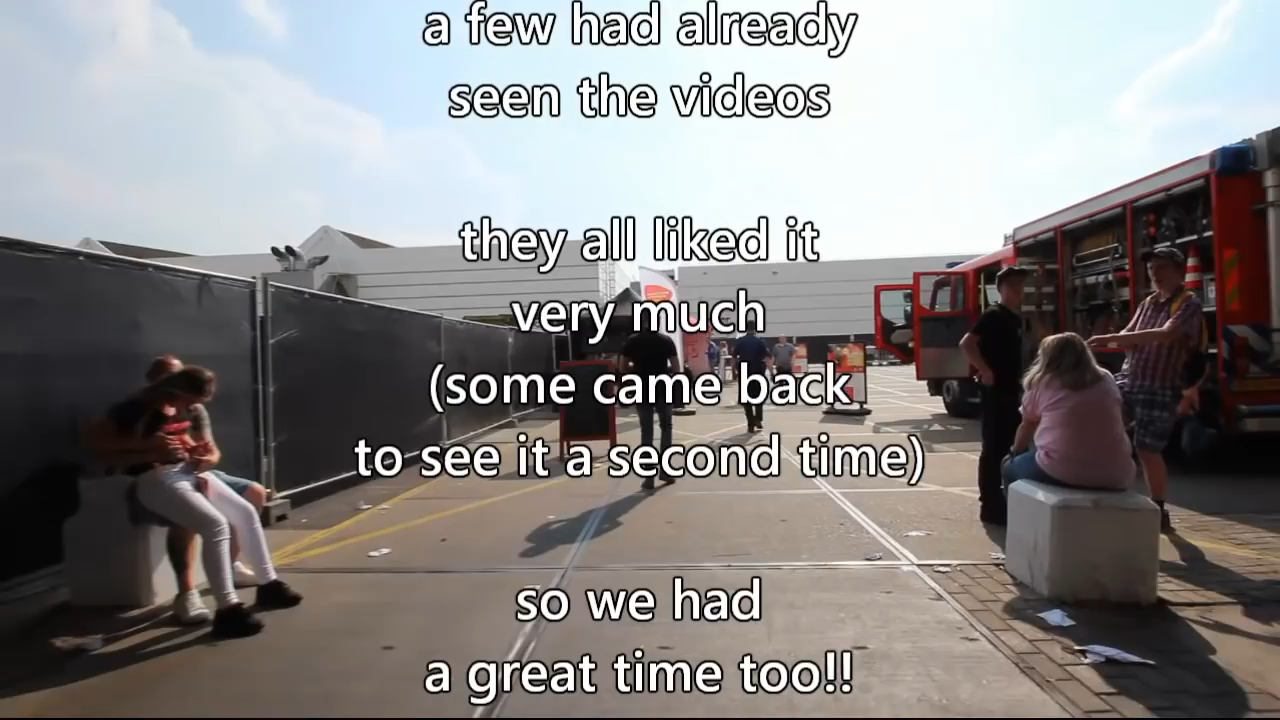 a few had already
seen the videos
they all liked it
very much
(some came back
to see it a second time)
so we had
a great time too!!